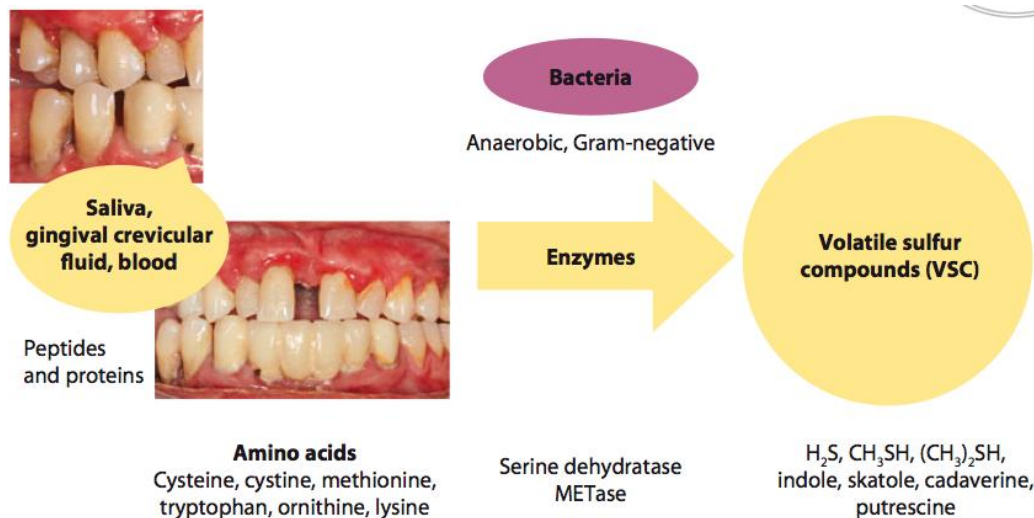 Saliva,
gingival crevicular
fluid, blood
Peptides
and proteins
Amino acids
Cysteine, cystine, methionine,
tryptophan, ornithine, lysine
Bacteria
Anaerobic, Gram-negative
Enzymes
Serine dehydratase
METase
Volatile sulfur
compounds (VSC)
H₂S, CH₃SH, (CH₃)₂SH,
indole, skatole, cadaverine,
putrescine